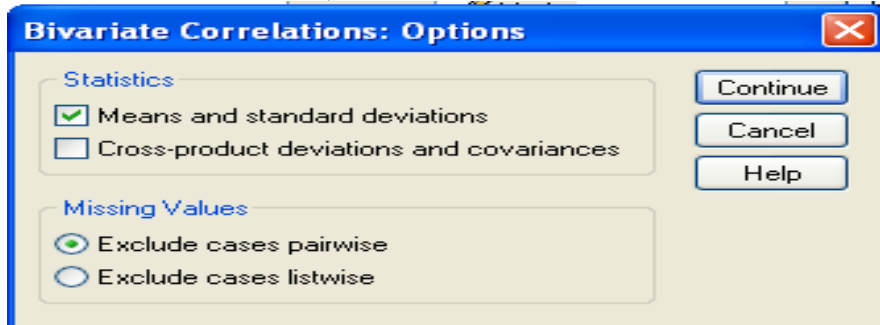 Bivariate Correlations: Options
Statistics
Means and standard deviations
Cross-product deviations and covariances
Missing Values
Exclude cases pairwise
Exclude cases listwise
Continue
Cancel
Help